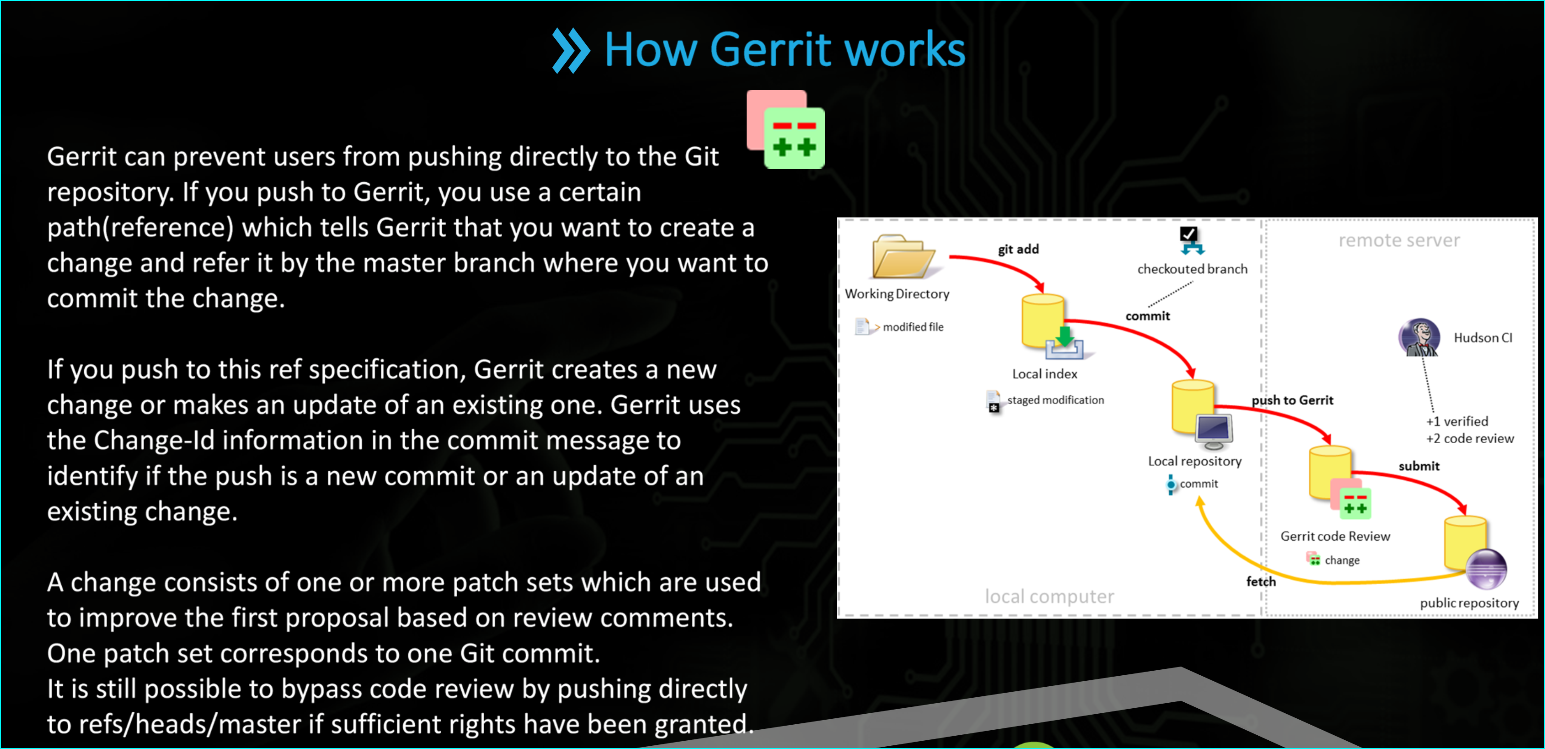 How Gerrit works
Gerrit can prevent users from pushing directly to the Git
repository. If you push to Gerrit, you use a certain
path(reference) which tells Gerrit that you want to create a
change and refer it by the master branch where you want to
commit the change.
If you push to this ref specification, Gerrit creates a new
change or makes an update of an existing one. Gerrit uses
the Change-Id information in the commit message to
identify if the push is a new commit or an update of an
existing change.
A change consists of one or more patch sets which are used
to improve the first proposal based on review comments.
One patch set corresponds to one Git commit.
It is still possible to bypass code review by pushing directly
to refs/heads/master if sufficient rights have been granted.
remote server
git add
checkouted branch
Working Directory
modified file
commit
Hudson CI
Local index
staged modification
push to Gerrit
+1 verified
+2 code review
Local repository
commit
submit
Gerrit code Review
change
fetch
local computer
public repository